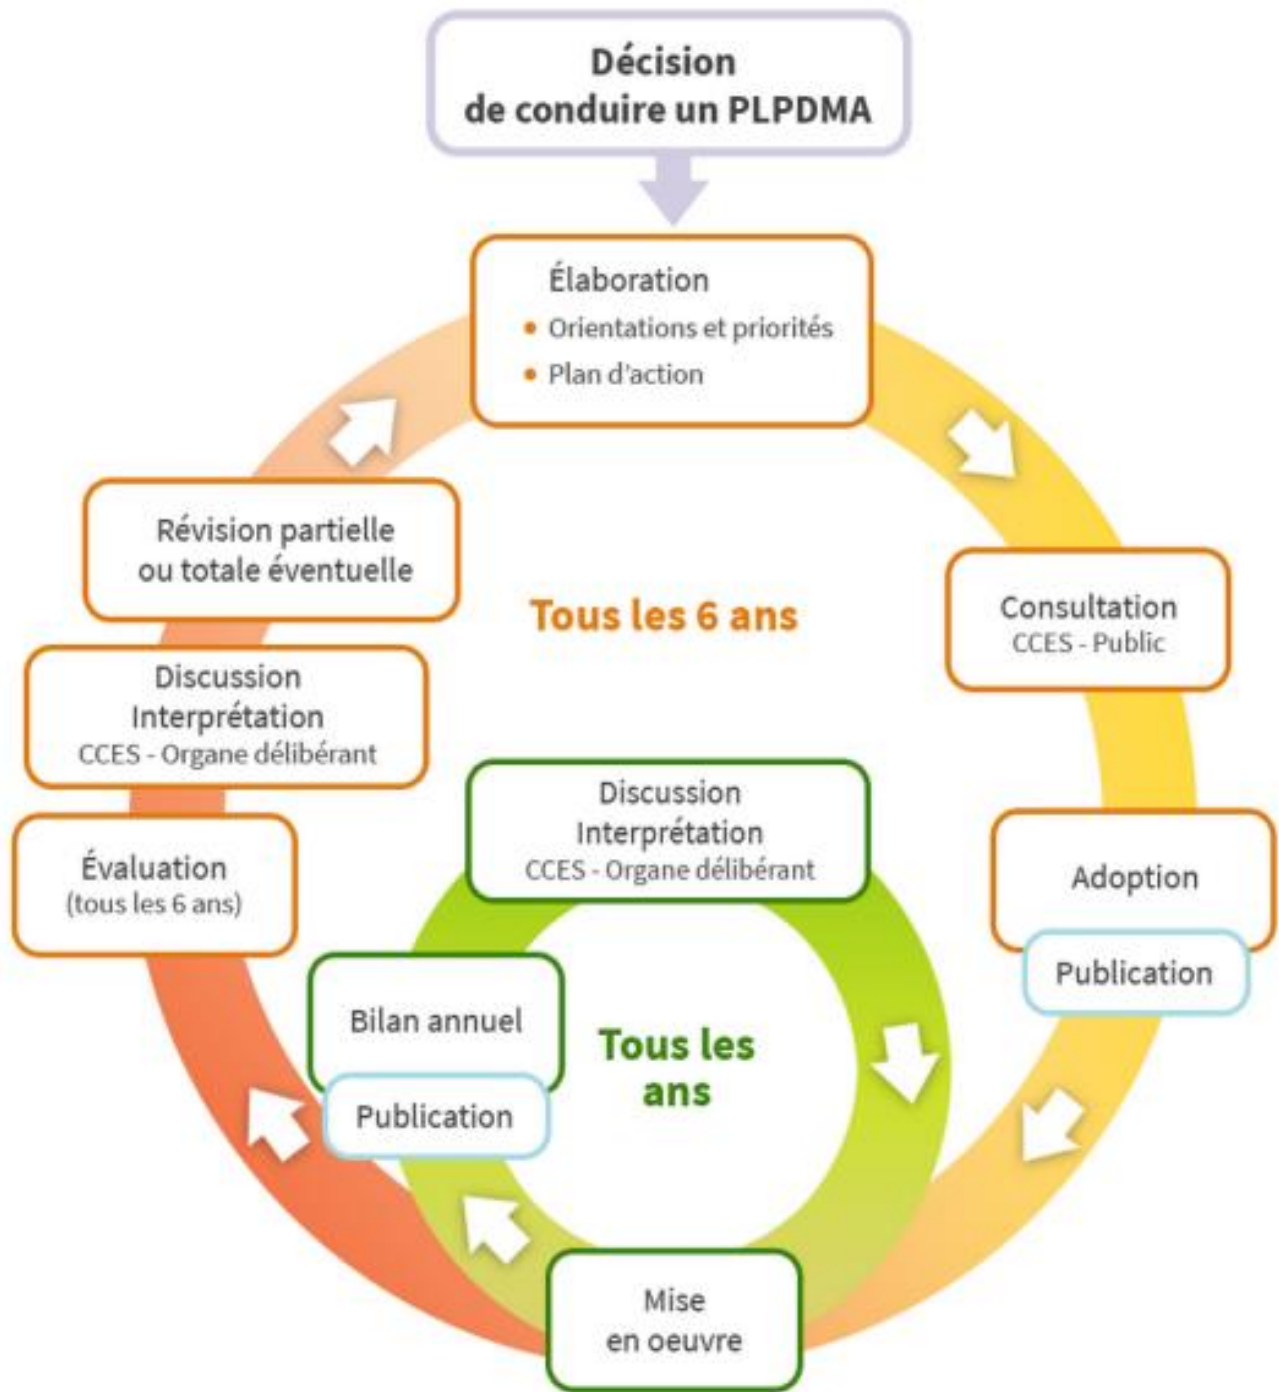 Décision
de conduire un PLPDMA
Élaboration
• Orientations et priorités
• Plan d'action
Consultation
CCES - Public
Adoption
Publication
Mise
en oeuvre
Bilan annuel
Publication
Discussion
Interprétation
CCES - Organe délibérant
Tous les
ans
Évaluation
(tous les 6 ans)
Discussion
Interprétation
CCES - Organe délibérant
Révision partielle
ou totale éventuelle
Tous les 6 ans